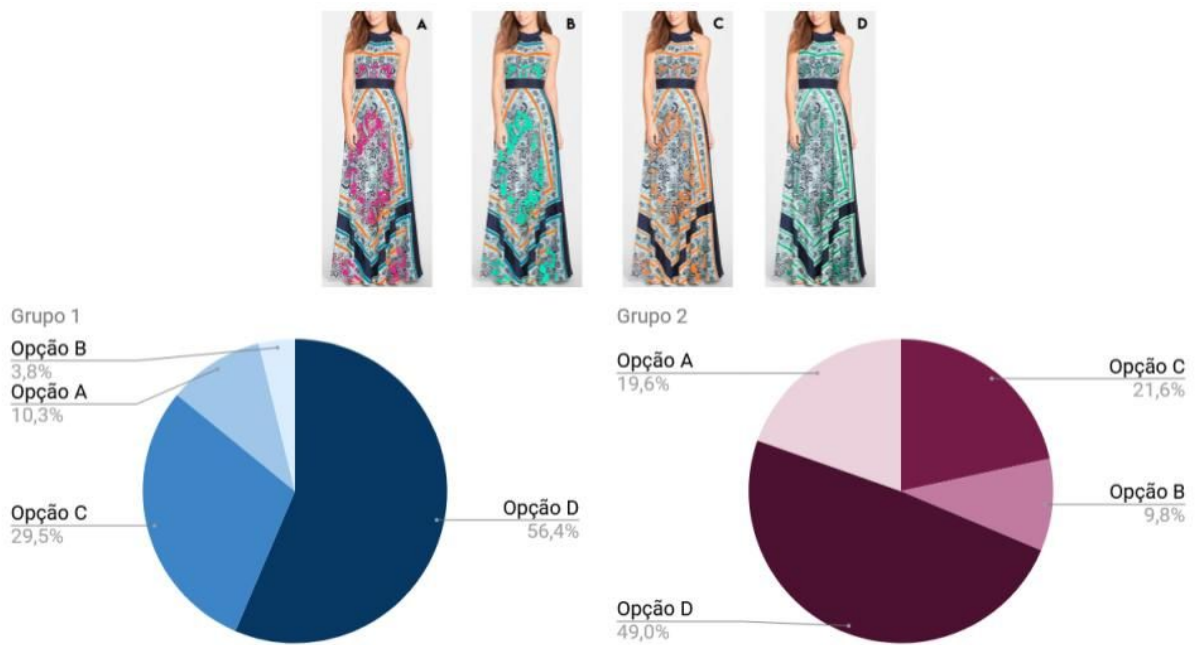 A
B
C
D
Grupo 1
Opção B
3,8%
Opção A
10,3%
Opção C
29,5%
Opção D
56,4%
Grupo 2
Opção A
19,6%
Opção C
21,6%
Opção B
9,8%
Opção D
49,0%